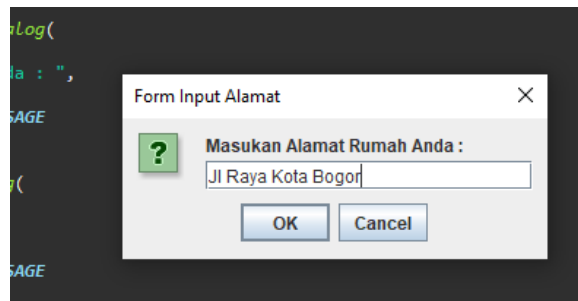 alog(
da : ",
SAGE
g(
SAGE
Form Input Alamat
Masukan Alamat Rumah Anda :
Jl Raya Kota Bogor
OK
Cancel